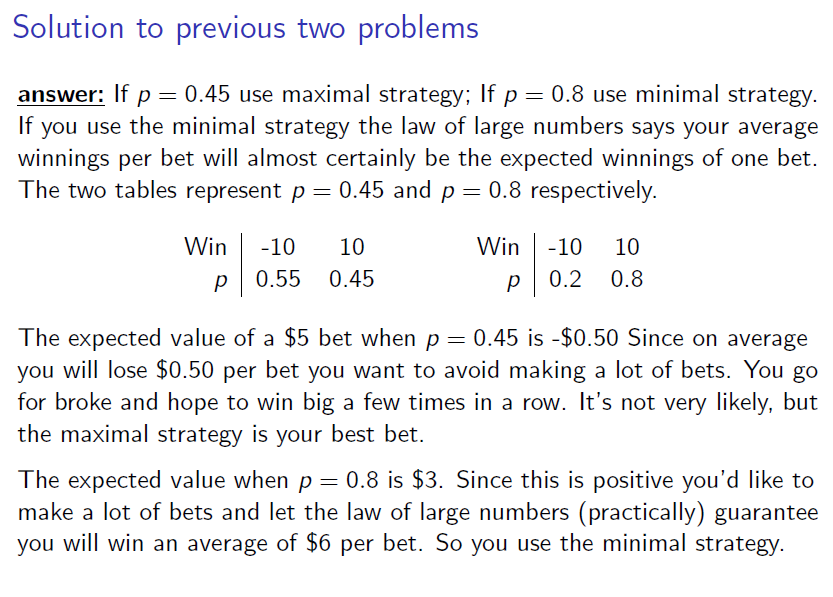 Solution to previous two problems
answer: If p = 0.45 use maximal strategy; If p = 0.8 use minimal strategy.
If you use the minimal strategy the law of large numbers says your average
winnings per bet will almost certainly be the expected winnings of one bet.
The two tables represent p = 0.45 and p = 0.8 respectively.
Win -10 10 Win -10 10
p 0.55 0.45 p 0.2 0.8
The expected value of a $5 bet when p = 0.45 is -$0.50 Since on average
you will lose $0.50 per bet you want to avoid making a lot of bets. You go
for broke and hope to win big a few times in a row. It's not very likely, but
the maximal strategy is your best bet.
The expected value when p = 0.8 is $3. Since this is positive you'd like to
make a lot of bets and let the law of large numbers (practically) guarantee
you will win an average of $6 per bet. So you use the minimal strategy.